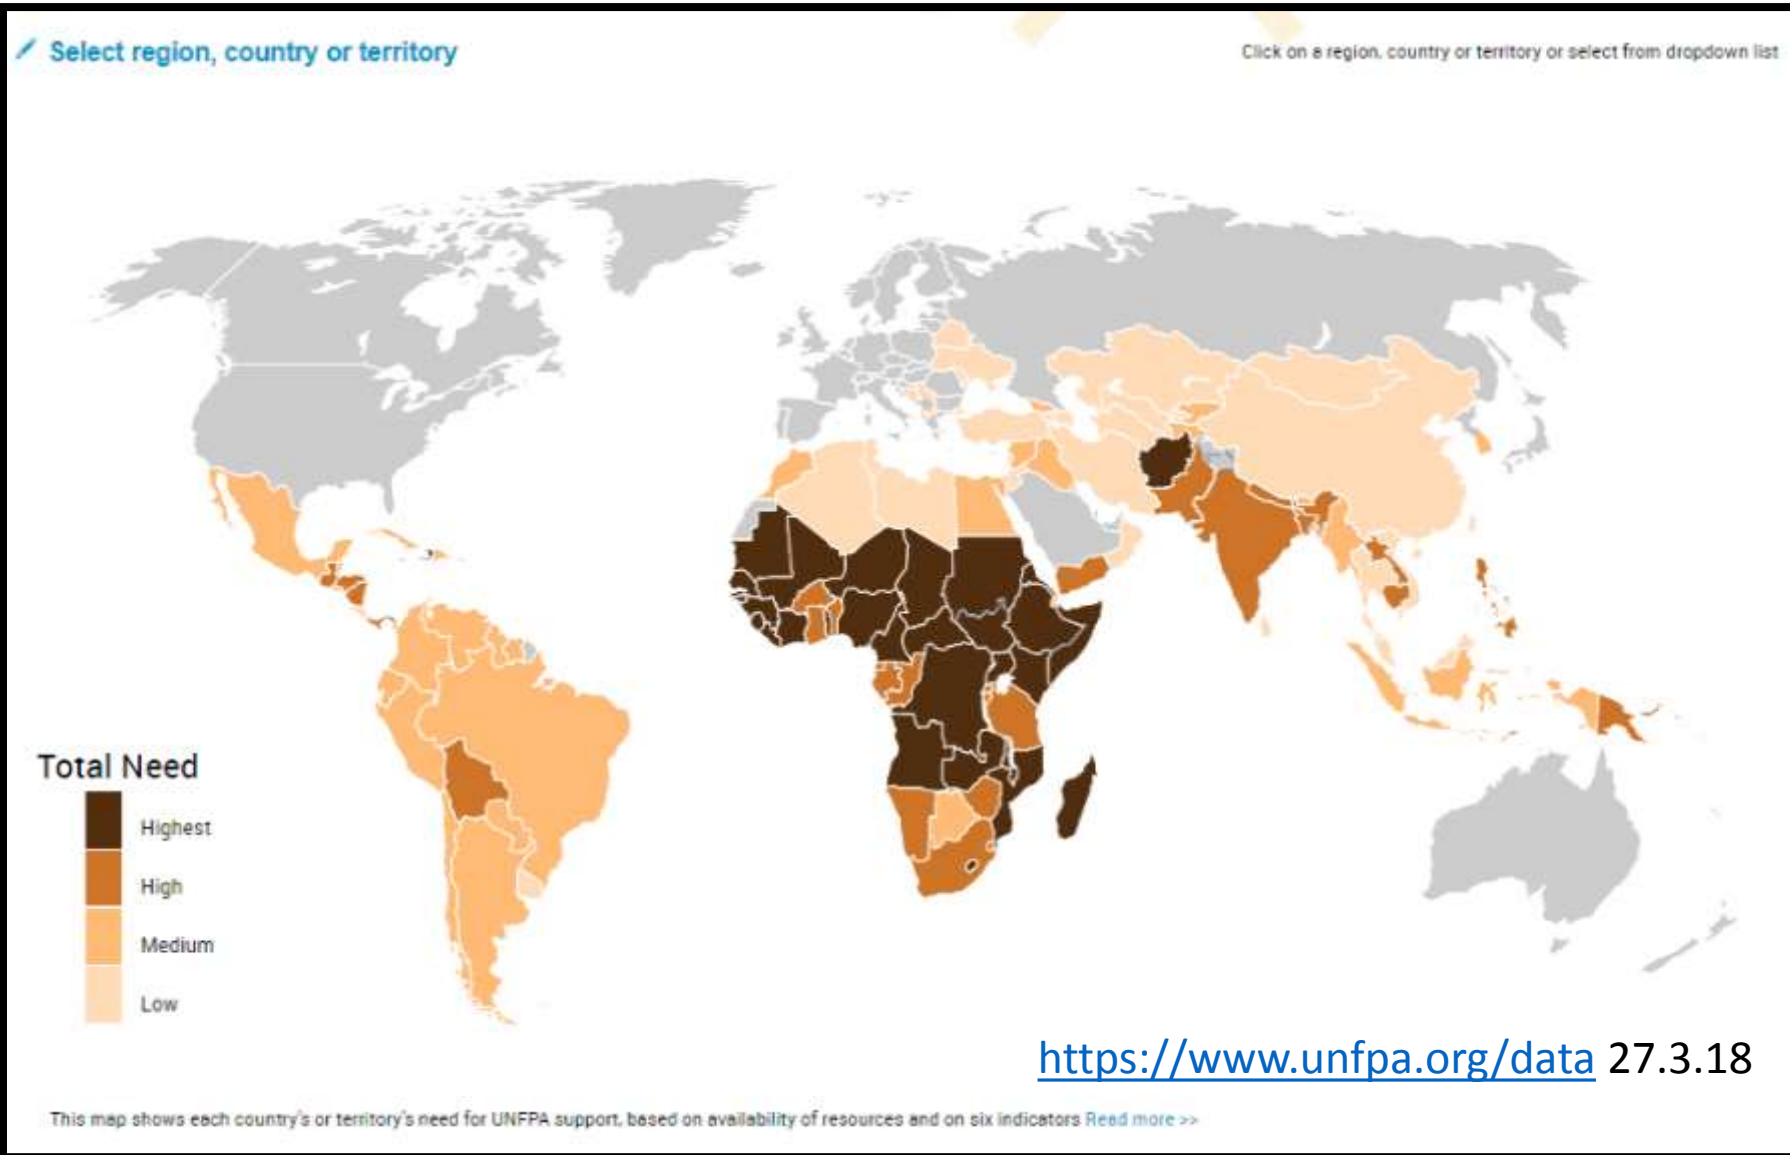 Select region, country or territory
Click on a region, country or territory or select from dropdown list
Total Need
Highest
High
Medium
Low
https://www.unfpa.org/data 27.3.18
This map shows each country's or territory's need for UNFPA support, based on availability of resources and on six indicators Read more >>